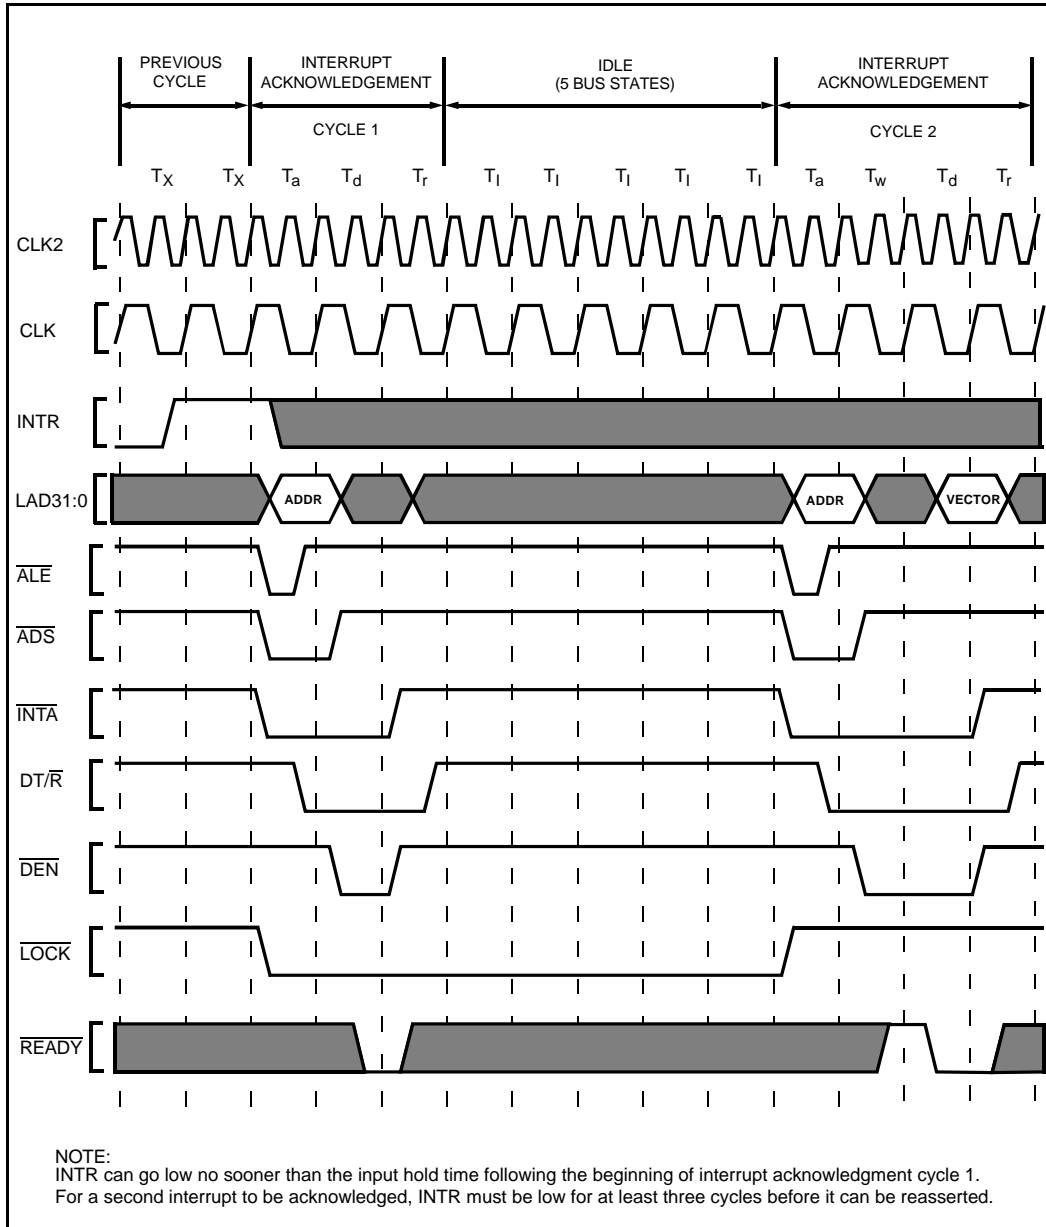 PREVIOUS
CYCLE
INTERRUPT
ACKNOWLEDGEMENT
CYCLE 1
IDLE
(5 BUS STATES)
INTERRUPT
ACKNOWLEDGEMENT
CYCLE 2
TX TX Ta Td Tr TI TI TI TI TI Ta Tw Td Tr
CLK2
CLK
INTR
LAD31:0 ADDR ADDR VECTOR
ALE
ADS
INTA
DT/R
DEN
LOCK
READY
NOTE:
INTR can go low no sooner than the input hold time following the beginning of interrupt acknowledgment cycle 1.
For a second interrupt to be acknowledged, INTR must be low for at least three cycles before it can be reasserted.